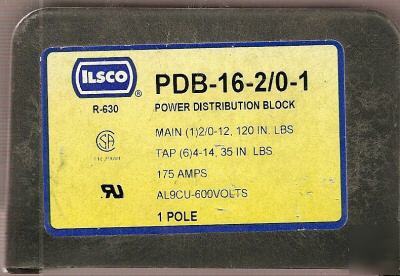 ILSCO
®
PDB-16-2/0-1
R-630
POWER DISTRIBUTION BLOCK
MAIN (1)2/0-12, 120 IN. LBS
TAP (6)4-14, 35 IN. LBS
175 AMPS
AL9CU-600VOLTS
1 POLE